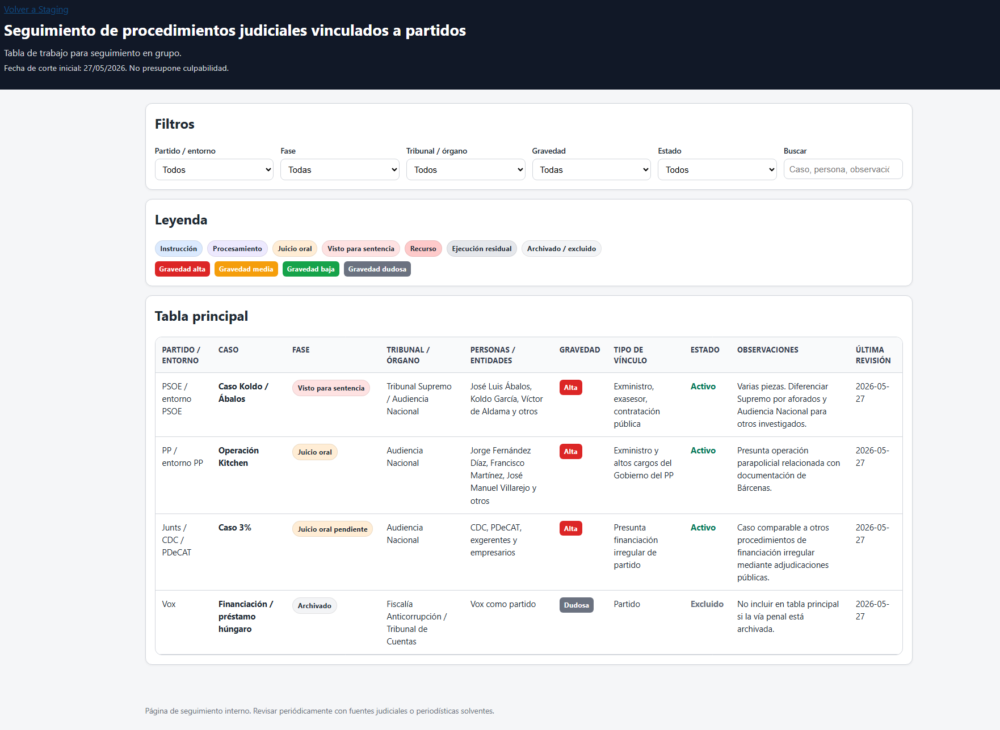 Volver a Staging
Seguimiento de procedimientos judiciales vinculados a partidos
Tabla de trabajo para seguimiento en grupo.
Fecha de corte inicial: 27/05/2026. No presupone culpabilidad.
Filtros
Partido / entorno
Fase
Tribunal / órgano
Gravedad
Estado
Buscar
Todos
Todas
Todos
Todas
Todos
Caso, persona, observació
Leyenda
Instrucción
Procesamiento
Juicio oral
Visto para sentencia
Recurso
Ejecución residual
Archivado / excluido
Gravedad alta
Gravedad media
Gravedad baja
Gravedad dudosa
Tabla principal
PARTIDO /
ENTORNO
CASO
FASE
TRIBUNAL /
ÓRGANO
PERSONAS /
ENTIDADES
GRAVEDAD
TIPO DE
VÍNCULO
ESTADO
OBSERVACIONES
ÚLTIMA
REVISIÓN
PSOE /
entorno
PSOE
Caso Koldo /
Ábalos
Visto para sentencia
Tribunal Supremo
/ Audiencia
Nacional
José Luis Ábalos,
Koldo García, Víctor
de Aldama y otros
Alta
Exministro,
exasesor,
contratación
pública
Activo
Varias piezas. Diferenciar
Supremo por aforados y
Audiencia Nacional para
otros investigados.
2026-05-
27
PP /
entorno PP
Operación
Kitchen
Juicio oral
Audiencia
Nacional
Jorge Fernández
Díaz, Francisco
Martínez, José
Manuel Villarejo y
otros
Alta
Exministro y
altos cargos del
Gobierno del PP
Activo
Presunta operación
parapolicial relacionada con
documentación de
Bárcenas.
2026-05-
27
Junts /
CDC /
PDeCAT
Caso 3%
Juicio oral pendiente
Audiencia
Nacional
CDC, PDeCAT,
exgerentes y
empresarios
Alta
Presunta
financiación
irregular de
partido
Activo
Caso comparable a otros
procedimientos de
financiación irregular
mediante adjudicaciones
públicas.
2026-05-
27
Vox
Financiación /
préstamo
húngaro
Archivado
Fiscalía
Anticorrupción /
Tribunal de
Cuentas
Vox como partido
Dudosa
Partido
Excluido
No incluir en tabla principal
si la vía penal está
archivada.
2026-05-
27
Página de seguimiento interno. Revisar periódicamente con fuentes judiciales o periodísticas solventes.